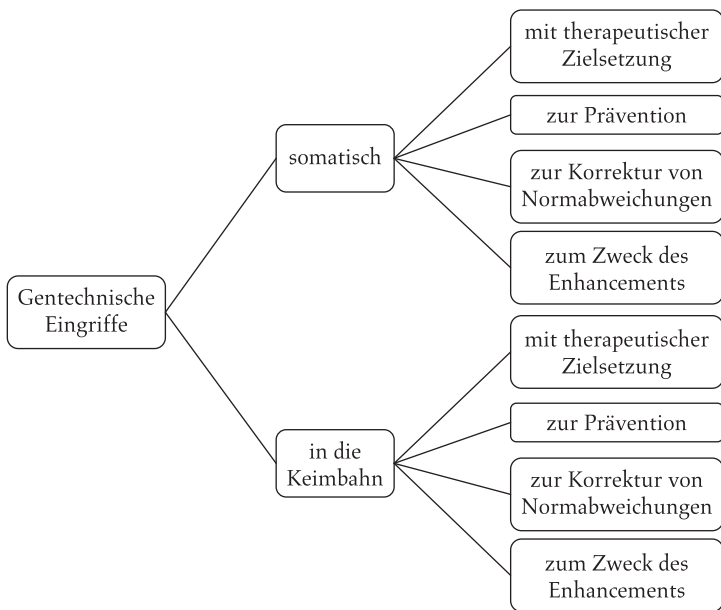 mit therapeutischer
Zielsetzung
zur Prävention
somatisch
zur Korrektur von
Normabweichungen
zum Zweck des
Enhancements
Gentechnische
Eingriffe
mit therapeutischer
Zielsetzung
zur Prävention
in die
Keimbahn
zur Korrektur von
Normabweichungen
zum Zweck des
Enhancements